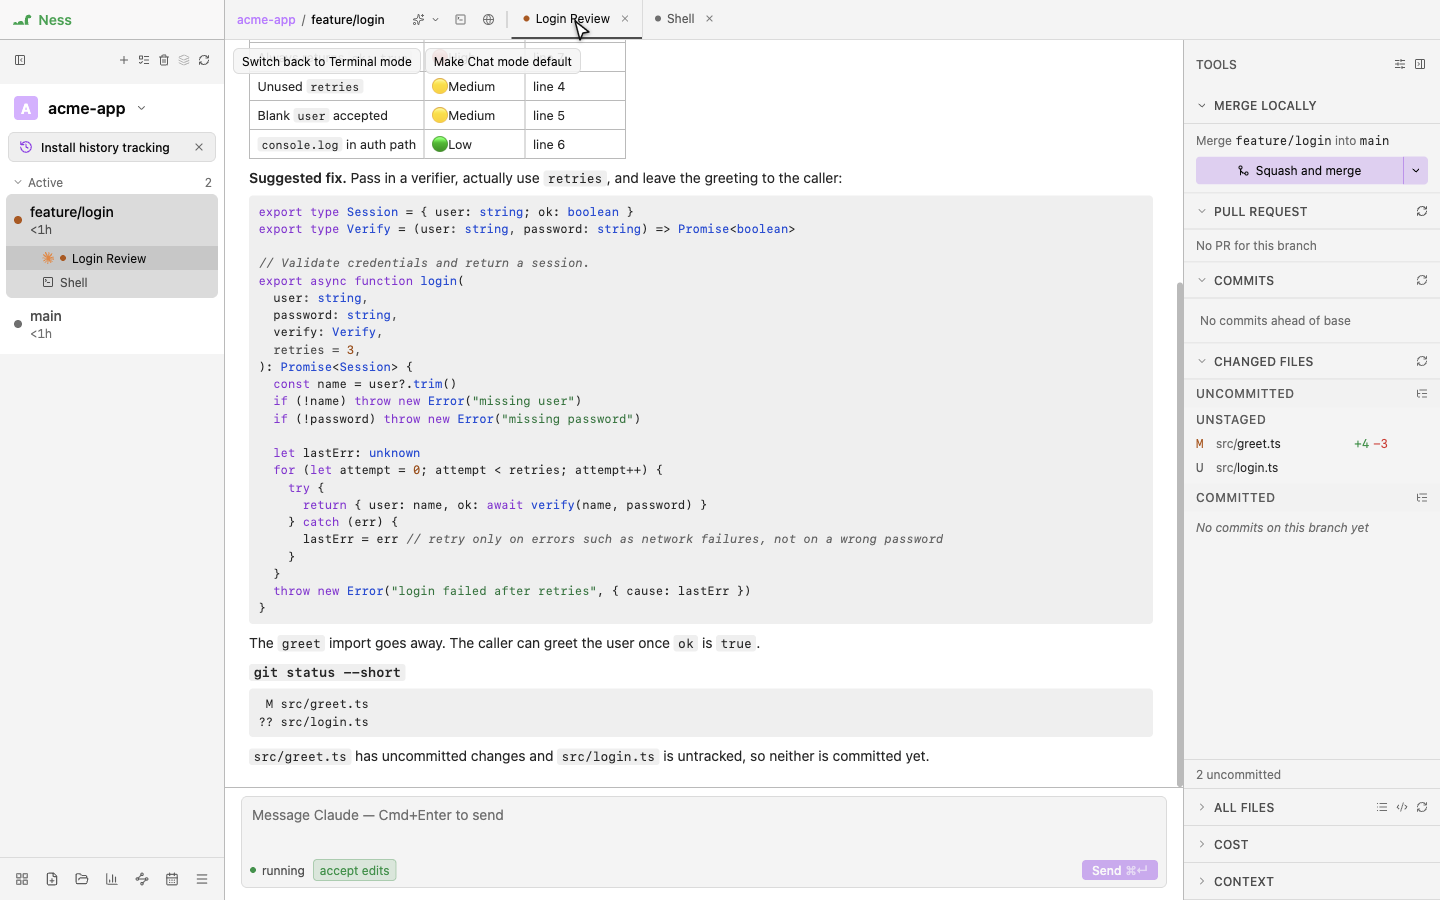 Ness
acme-app / feature/login
Login Review
Shell
Switch back to Terminal mode
Make Chat mode default
TOOLS
A acme-app
Install history tracking
Active 2
feature/login
<1h
Login Review
Shell
main
<1h
line 2
Unused retries Medium line 4
Blank user accepted Medium line 5
console.log in auth path Low line 6
Suggested fix. Pass in a verifier, actually use retries, and leave the greeting to the caller:
export type Session = { user: string; ok: boolean }
export type Verify = (user: string, password: string) => Promise<boolean>
// Validate credentials and return a session.
export async function login(
user: string,
password: string,
verify: Verify,
retries = 3,
): Promise<Session> {
const name = user?.trim()
if (!name) throw new Error("missing user")
if (!password) throw new Error("missing password")
let lastErr: unknown
for (let attempt = 0; attempt < retries; attempt++) {
try {
return { user: name, ok: await verify(name, password) }
} catch (err) {
lastErr = err // retry only on errors such as network failures, not on a wrong password
}
}
throw new Error("login failed after retries", { cause: lastErr })
}
The greet import goes away. The caller can greet the user once ok is true.
git status --short
M src/greet.ts
?? src/login.ts
src/greet.ts has uncommitted changes and src/login.ts is untracked, so neither is committed yet.
Message Claude — Cmd+Enter to send
running accept edits
Send ⌘↵
MERGE LOCALLY
Merge feature/login into main
Squash and merge
PULL REQUEST
No PR for this branch
COMMITS
No commits ahead of base
CHANGED FILES
UNCOMMITTED
UNSTAGED
M src/greet.ts +4 −3
U src/login.ts
COMMITTED
No commits on this branch yet
2 uncommitted
ALL FILES
COST
CONTEXT